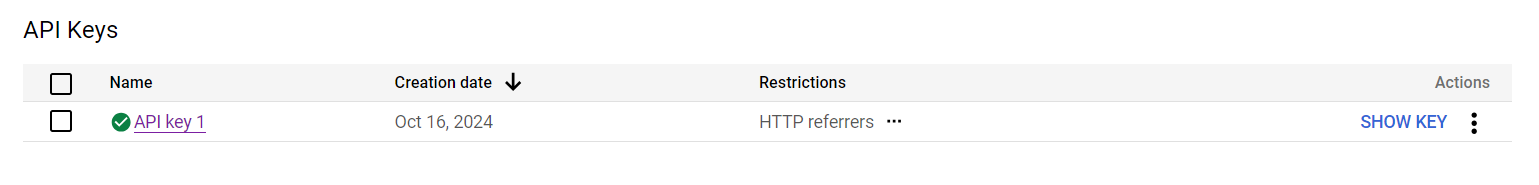 API Keys
Name Creation date Restrictions Actions
API key 1 Oct 16, 2024 HTTP referrers ... SHOW KEY